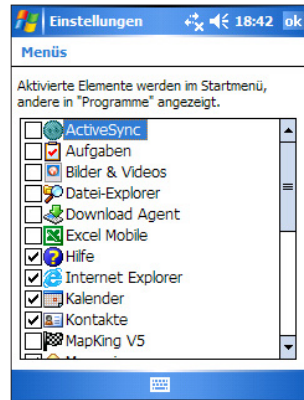 Einstellungen 18:42 ok
Menüs
Aktivierte Elemente werden im Startmenü,
andere in "Programme" angezeigt.
ActiveSync
Aufgaben
Bilder & Videos
Datei-Explorer
Download Agent
Excel Mobile
Hilfe
Internet Explorer
Kalender
Kontakte
MapKing V5